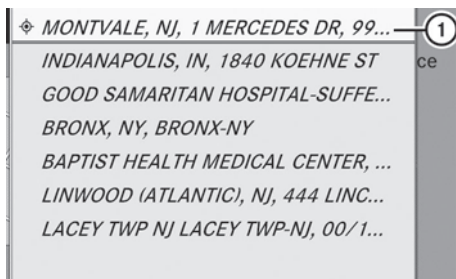 MONTVALE, NJ, 1 MERCEDES DR, 99...
1
INDIANAPOLIS, IN, 1840 KOEHNE ST
ce
GOOD SAMARITAN HOSPITAL-SUFFE...
BRONX, NY, BRONX-NY
BAPTIST HEALTH MEDICAL CENTER, ...
LINWOOD (ATLANTIC), NJ, 444 LINC...
LACEY TWP NJ LACEY TWP-NJ, 00/1...